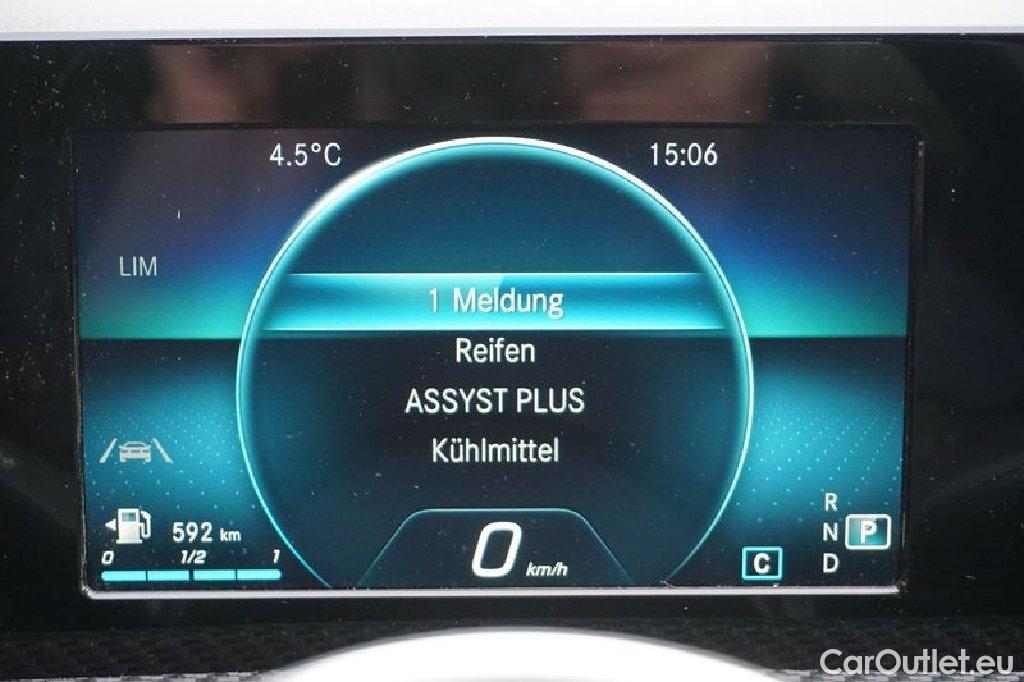 4.5°C
15:06
LIM
1 Meldung
Reifen
ASSYST PLUS
Kühlmittel
592 km
0 1/2 1
0 km/h
C
R
N P
D
CarOutlet.eu